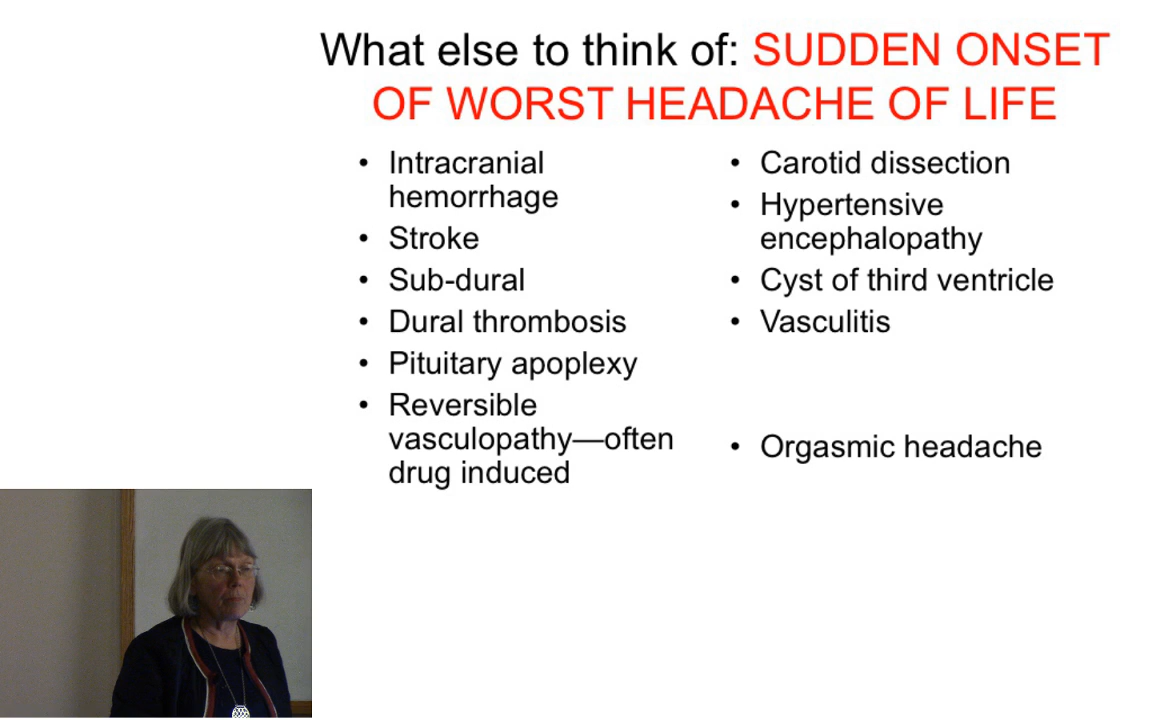 What else to think of: SUDDEN ONSET
OF WORST HEADACHE OF LIFE
• Intracranial
hemorrhage
• Stroke
• Sub-dural
• Dural thrombosis
• Pituitary apoplexy
• Reversible
vasculopathy—often
drug induced
• Carotid dissection
• Hypertensive
encephalopathy
• Cyst of third ventricle
• Vasculitis
• Orgasmic headache